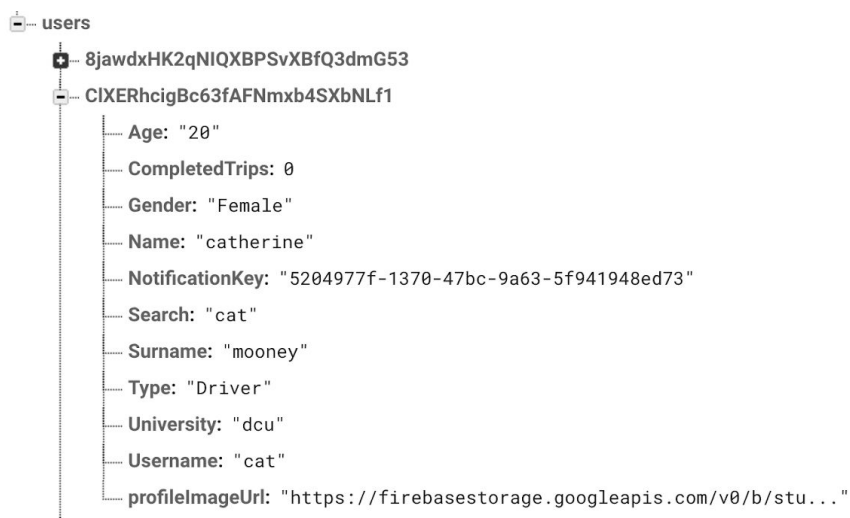 users
8jawdxHK2qNIQXBPSvXBfQ3dmG53
ClXERhcigBc63fAFNmxb4SXbNLf1
Age: "20"
CompletedTrips: 0
Gender: "Female"
Name: "catherine"
NotificationKey: "5204977f-1370-47bc-9a63-5f941948ed73"
Search: "cat"
Surname: "mooney"
Type: "Driver"
University: "dcu"
Username: "cat"
profileImageUrl: "https://firebasestorage.googleapis.com/v0/b/stu..."